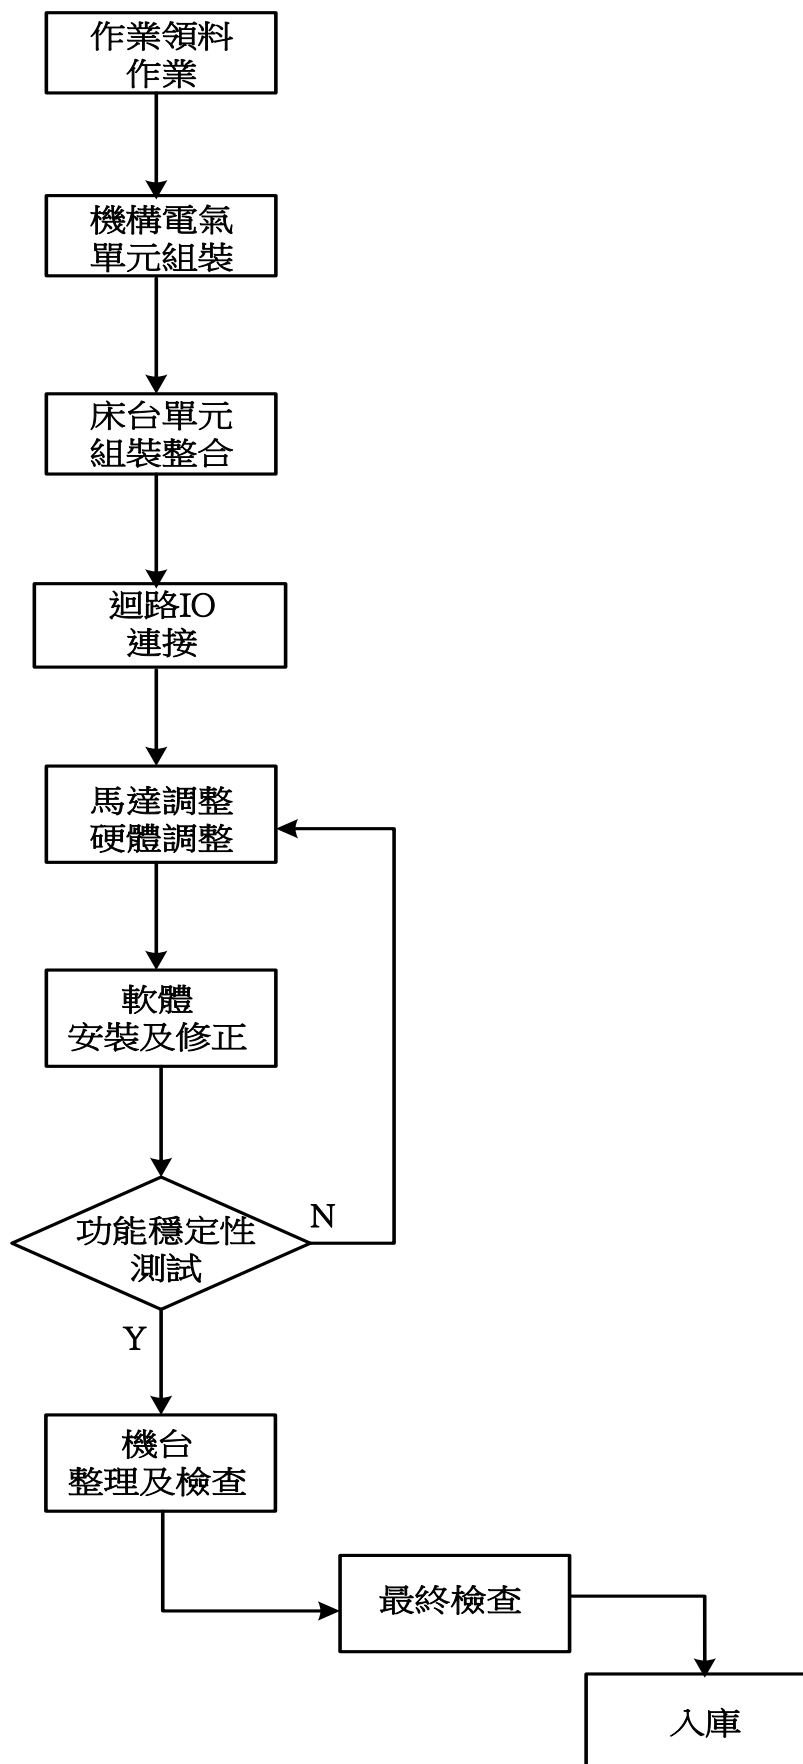 作業領料
作業
機構電氣
單元組裝
床台單元
組裝整合
迴路IO
連接
馬達調整
硬體調整
軟體
安裝及修正
功能穩定性
測試
N
Y
機台
整理及檢查
最終檢查
入庫